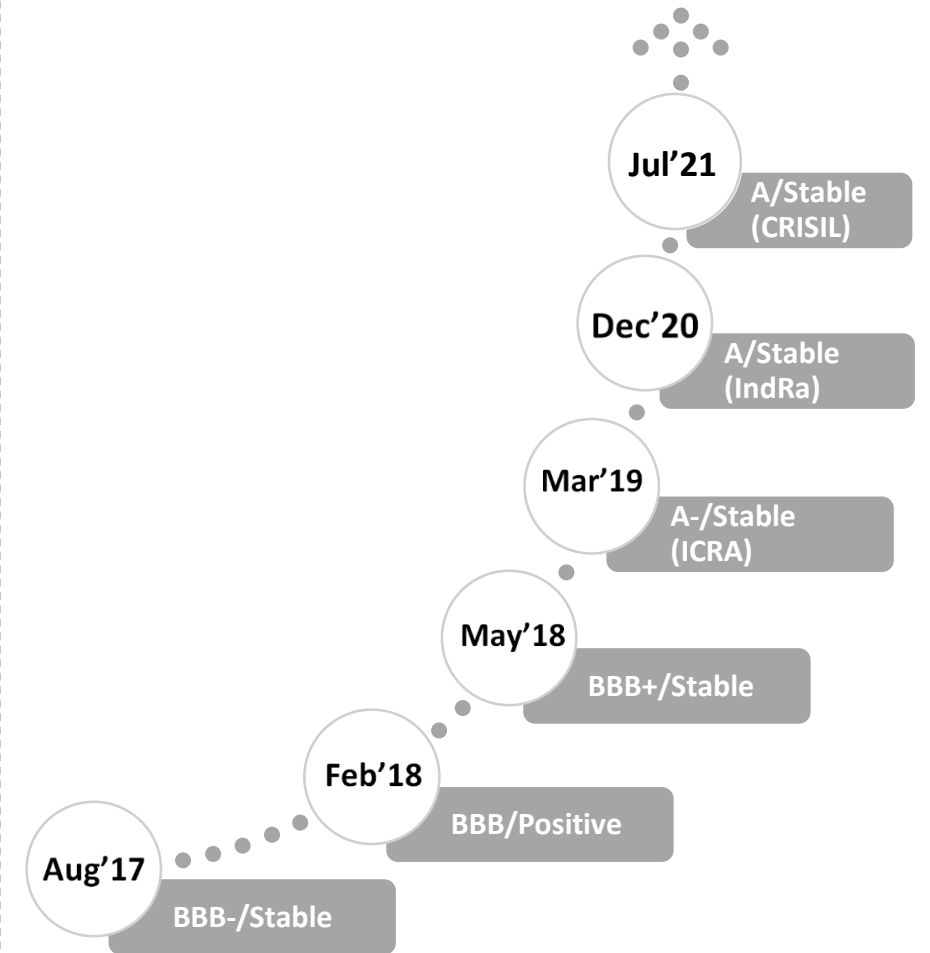 Jul’21
A/Stable
(CRISIL)
Dec’20
A/Stable
(IndRa)
Mar’19
A-/Stable
(ICRA)
May’18
BBB+/Stable
Feb’18
BBB/Positive
Aug’17
BBB-/Stable